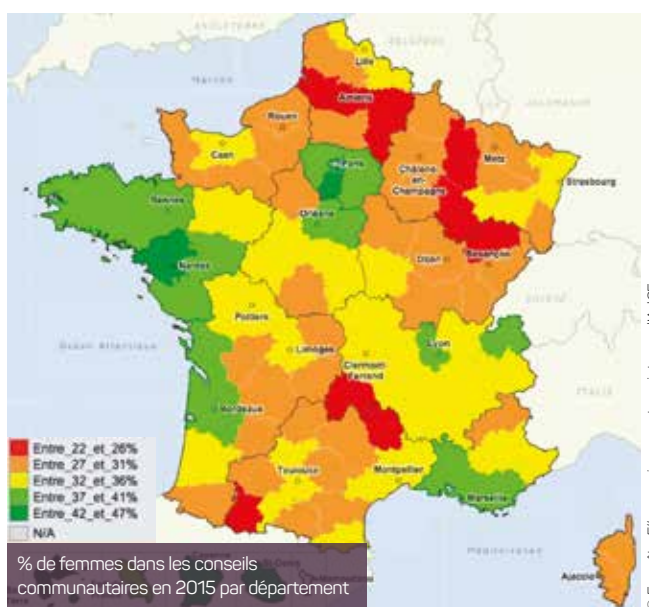 Lille
Amiens
Rouen
Caen
Paris
Châlons-
en-
Champagne
Metz
Strasbourg
Rennes
Orléans
Nantes
Dijon
Besançon
Poitiers
Limoges
Clermont
Ferrand
Lyon
Océan Atlantique
ITALIE
Bordeaux
Toulouse
Montpellier
Marseille
Ajaccio
Entre_22_et_26%
Entre_27_et_31%
Entre_32_et_36%
Entre_37_et_41%
Entre_42_et_47%
N/A
% de femmes dans les conseils
communautaires en 2015 par département